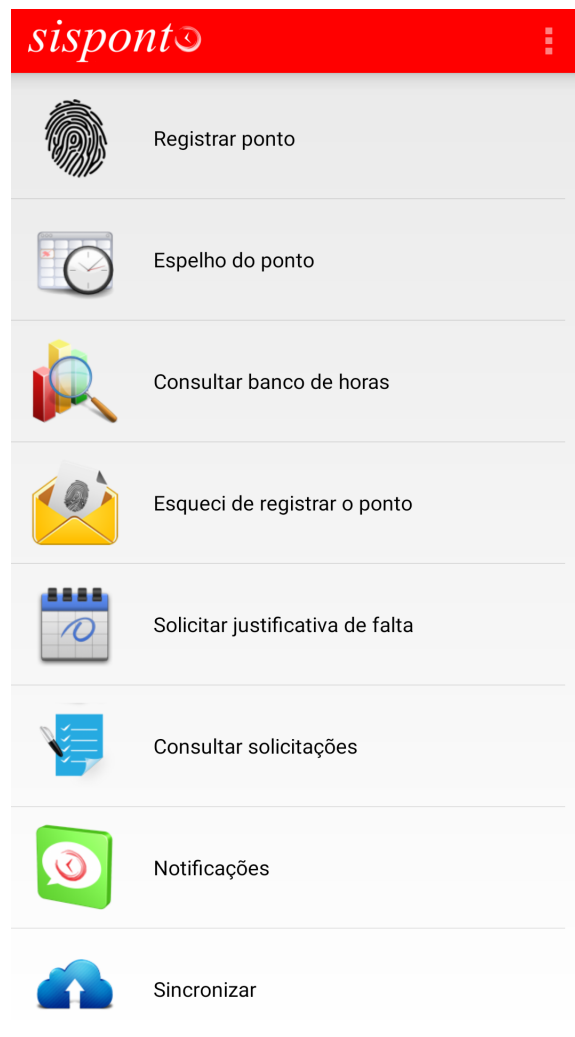 sisponto
Registrar ponto
Espelho do ponto
Consultar banco de horas
Esqueci de registrar o ponto
Solicitar justificativa de falta
Consultar solicitações
Notificações
Sincronizar